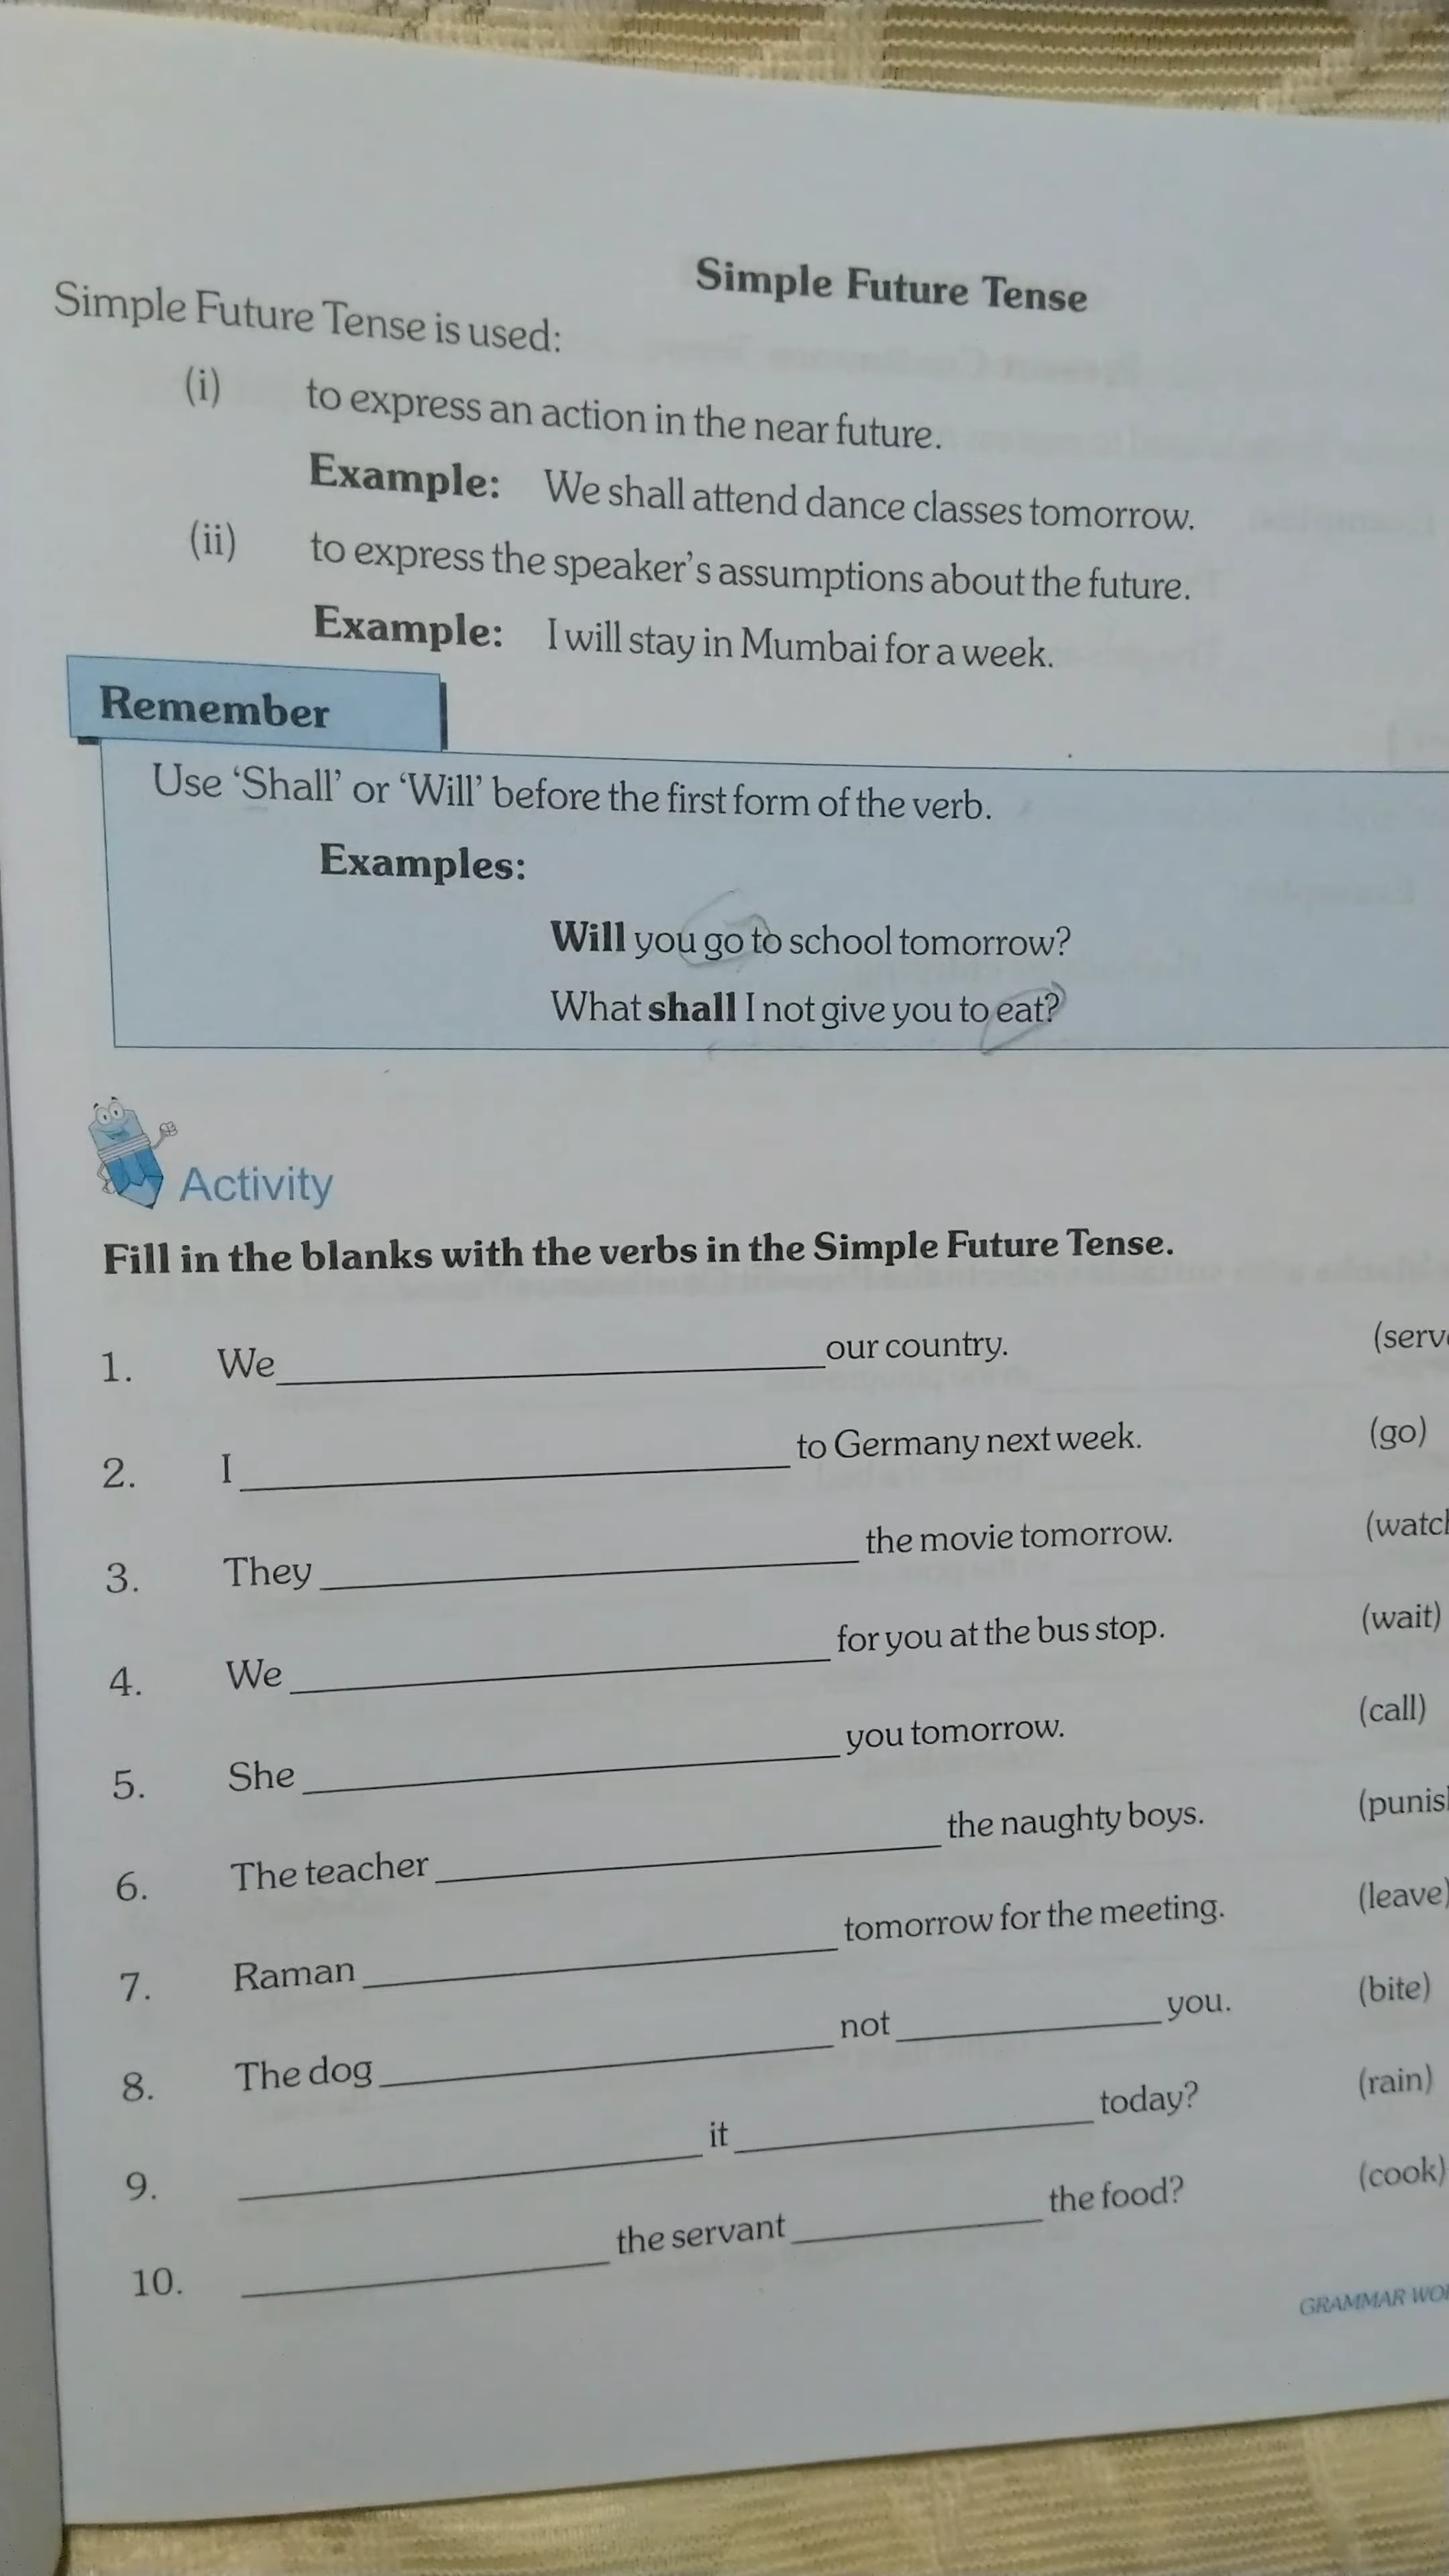 Simple Future Tense
Simple Future Tense is used:
(i) to express an action in the near future.
Example: We shall attend dance classes tomorrow.
(ii) to express the speaker's assumptions about the future.
Example: I will stay in Mumbai for a week.
Remember
Use 'Shall' or 'Will' before the first form of the verb.
Examples:
Will you go to school tomorrow?
What shall I not give you to eat?
Activity
Fill in the blanks with the verbs in the Simple Future Tense.
1. We our country. (serv
2. I to Germany next week. (go)
3. They the movie tomorrow. (watch
4. We for you at the bus stop. (wait)
5. She you tomorrow. (call)
6. The teacher the naughty boys. (punish
7. Raman tomorrow for the meeting. (leave)
8. The dog not you. (bite)
9. it today? (rain)
10. the servant the food? (cook)
GRAMMAR